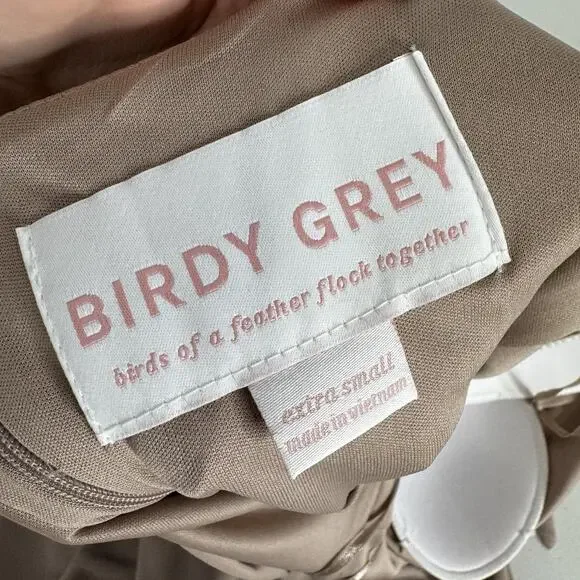 BIRDY GREY
birds of a feather flock together
extra small
made in vietnam